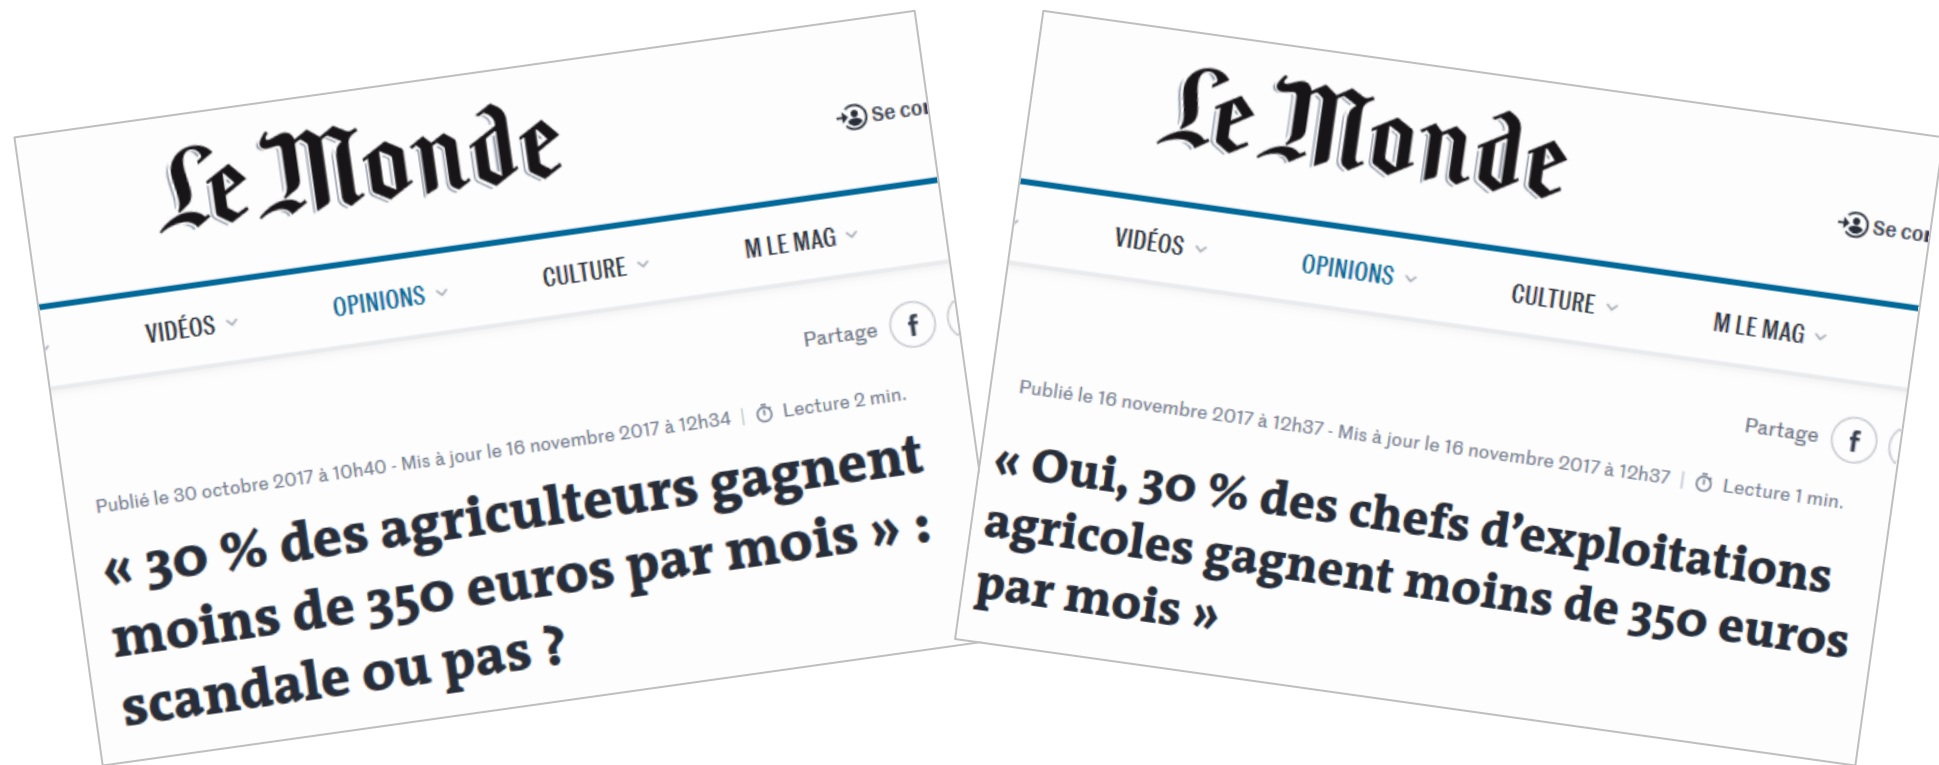 Le Monde
Se co
VIDÉOS
OPINIONS
CULTURE
M LE MAG
Partage
Publié le 30 octobre 2017 à 10h40 - Mis à jour le 16 novembre 2017 à 12h34 | Lecture 2 min.
« 30 % des agriculteurs gagnent
moins de 350 euros par mois » :
scandale ou pas ?
Le Monde
Se co
VIDÉOS
OPINIONS
CULTURE
M LE MAG
Partage
Publié le 16 novembre 2017 à 12h37 - Mis à jour le 16 novembre 2017 à 12h37 | Lecture 1 min.
« Oui, 30 % des chefs d’exploitations
agricoles gagnent moins de 350 euros
par mois »